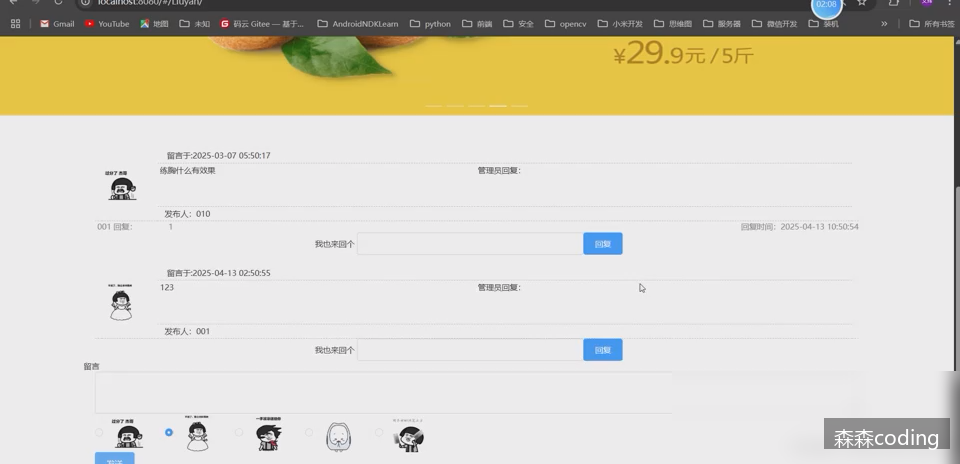 localhost:8080/#/Liuyan/
02:08
Gmail YouTube 地图 未知 码云 Gitee — 基于... AndroidNDKLearn python 前端 安全 opencv 小米开发 思维图 服务器 微信开发 装机 » 所有书签
¥29.9元 / 5斤
留言于:2025-03-07 05:50:17
练胸什么有效果 管理员回复:
发布人: 010
001 回复: 1 回复时间: 2025-04-13 10:50:54
我也来回个 回复
留言于:2025-04-13 02:50:55
123 管理员回复:
发布人: 001
我也来回个 回复
留言
森森coding